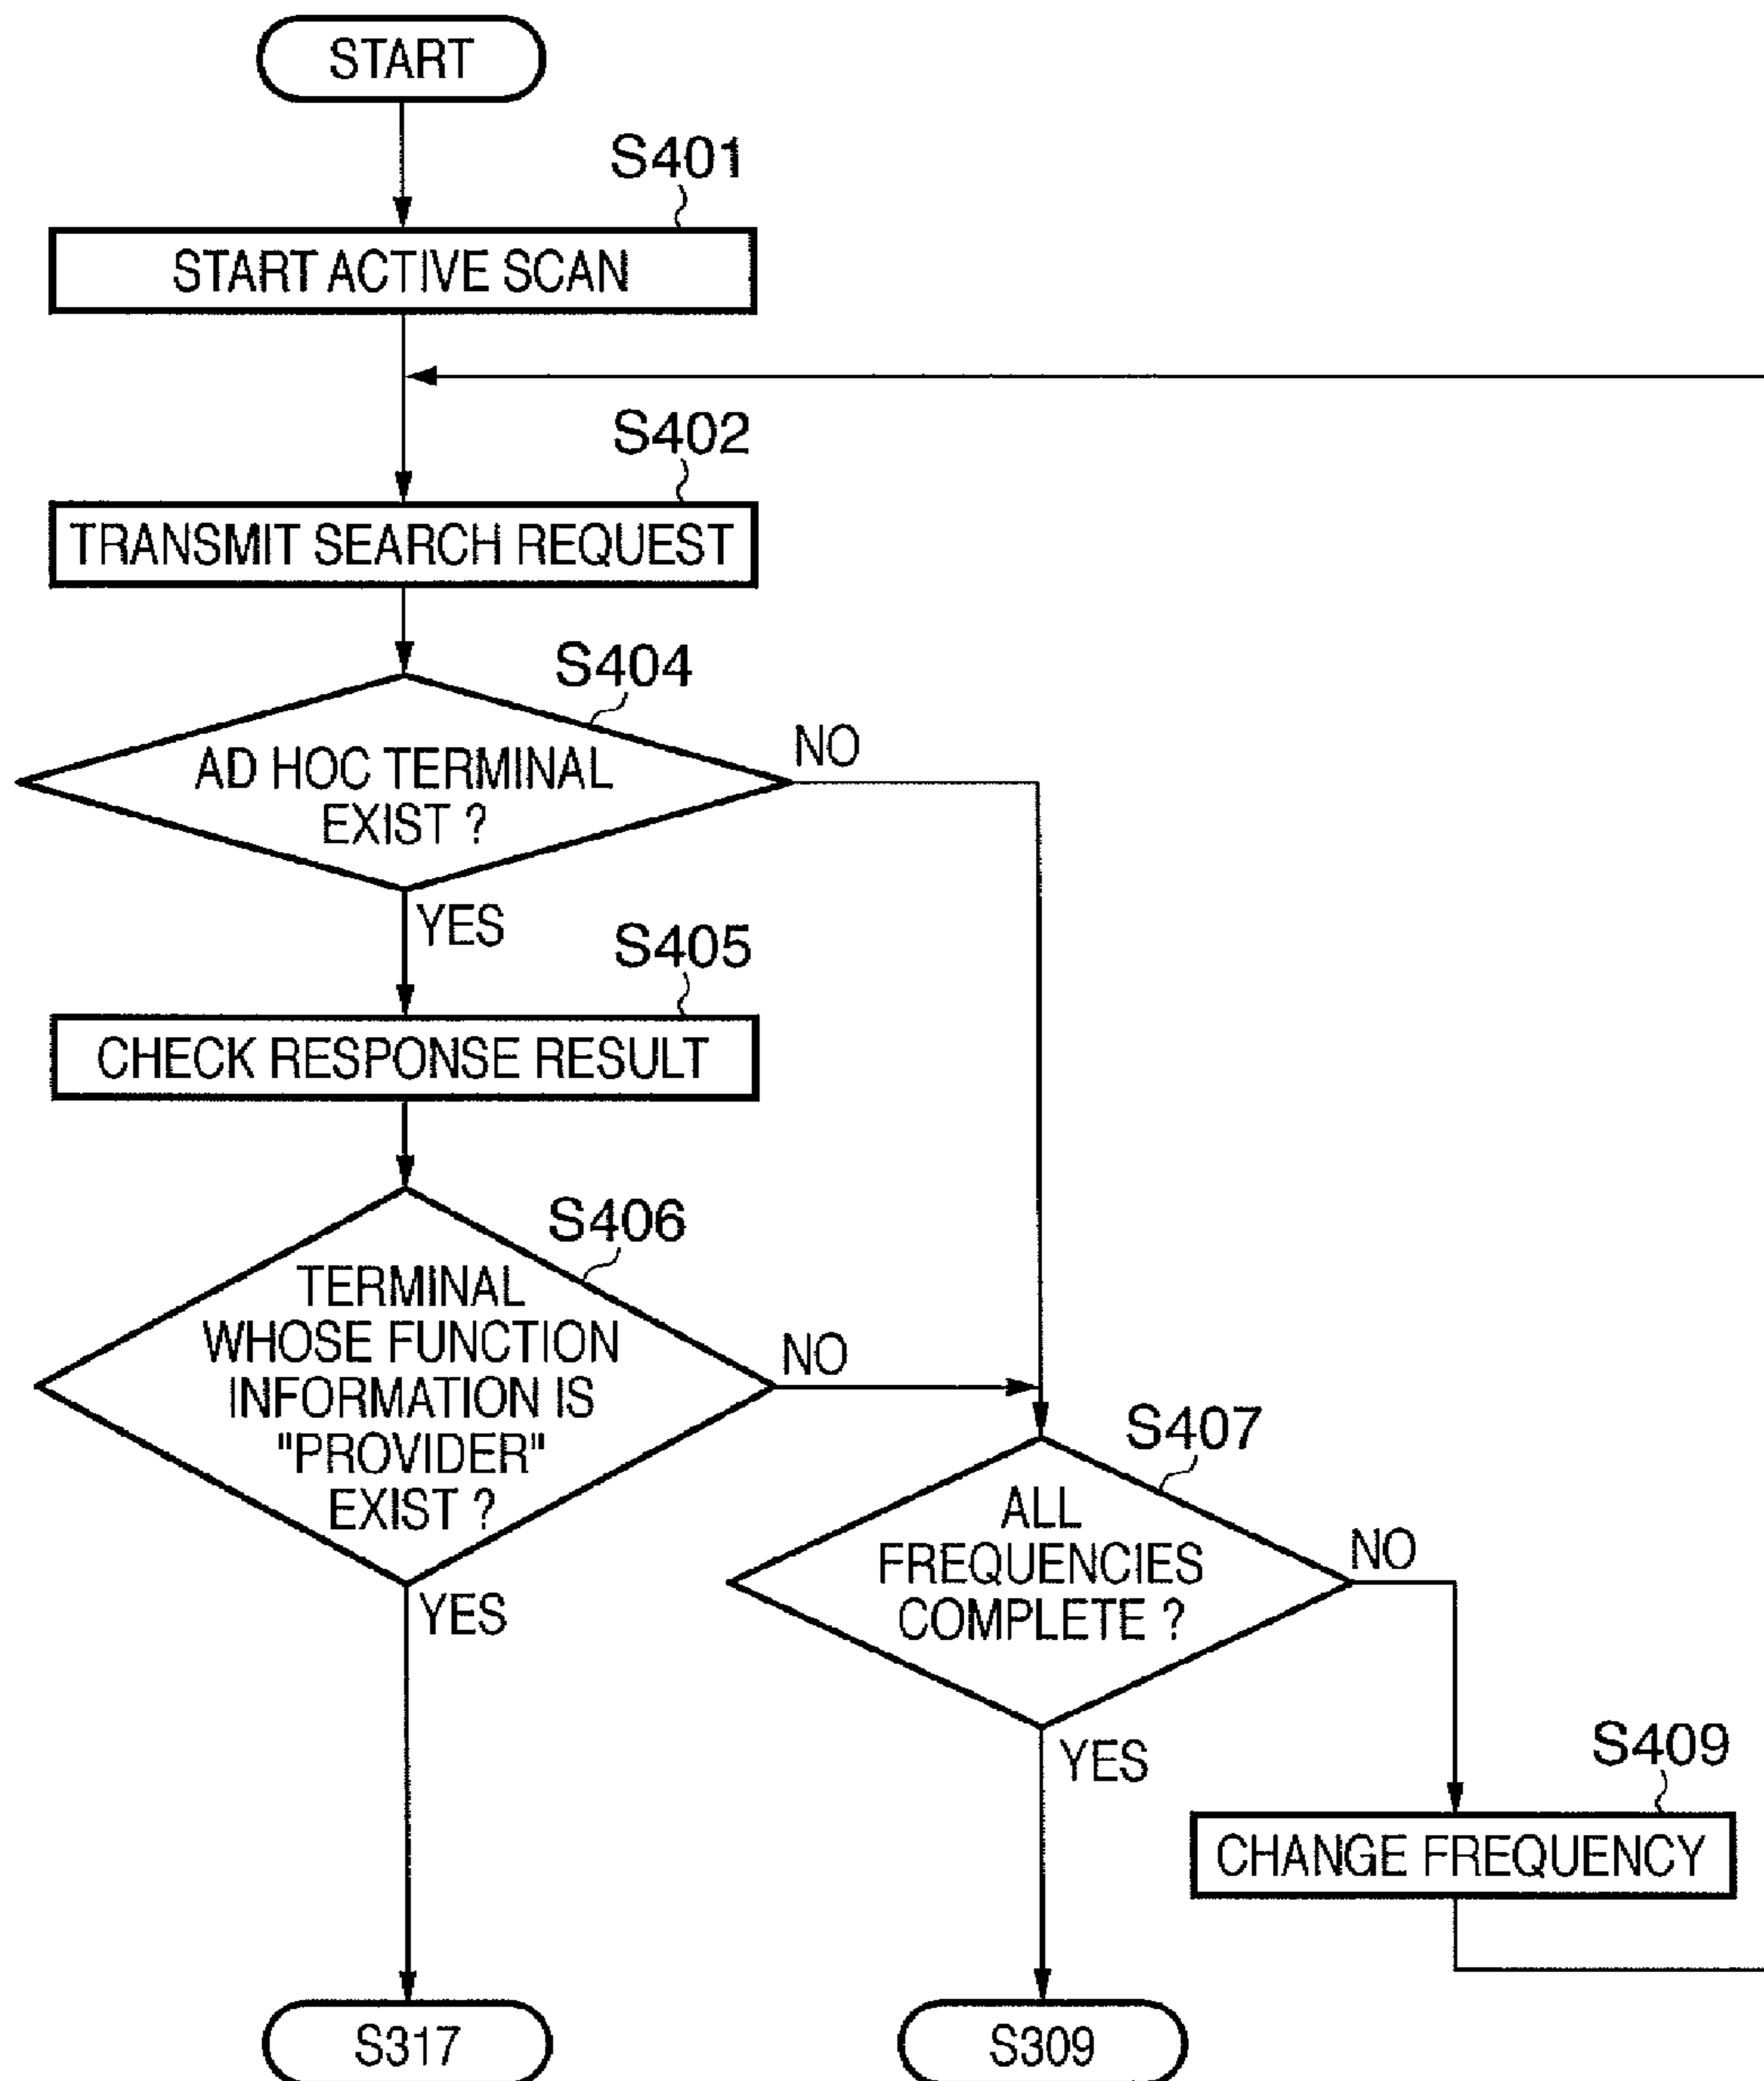 START
S401
START ACTIVE SCAN
S402
TRANSMIT SEARCH REQUEST
S404
AD HOC TERMINAL
EXIST ?
NO
YES
S405
CHECK RESPONSE RESULT
S406
TERMINAL
WHOSE FUNCTION
INFORMATION IS
"PROVIDER"
EXIST ?
NO
YES
S407
ALL
FREQUENCIES
COMPLETE ?
NO
YES
S409
CHANGE FREQUENCY
S317
S309